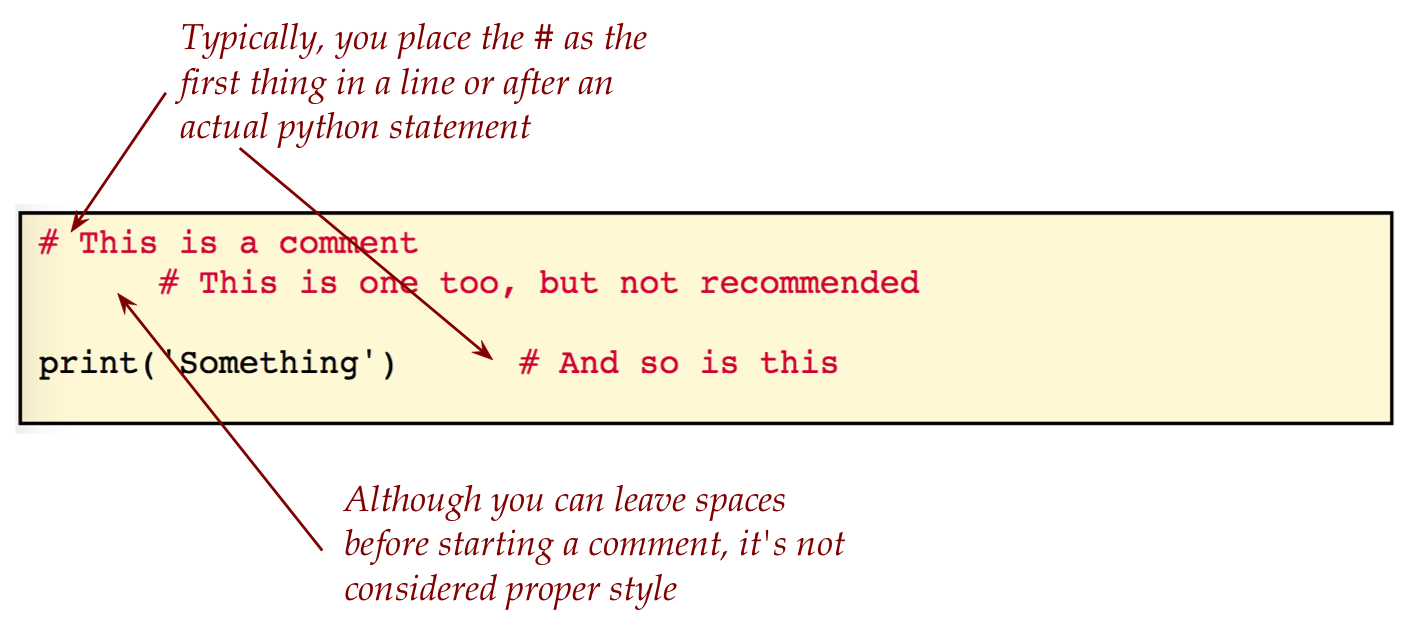 Typically, you place the # as the
first thing in a line or after an
actual python statement
# This is a comment
# This is one too, but not recommended
print('Something') # And so is this
Although you can leave spaces
before starting a comment, it's not
considered proper style